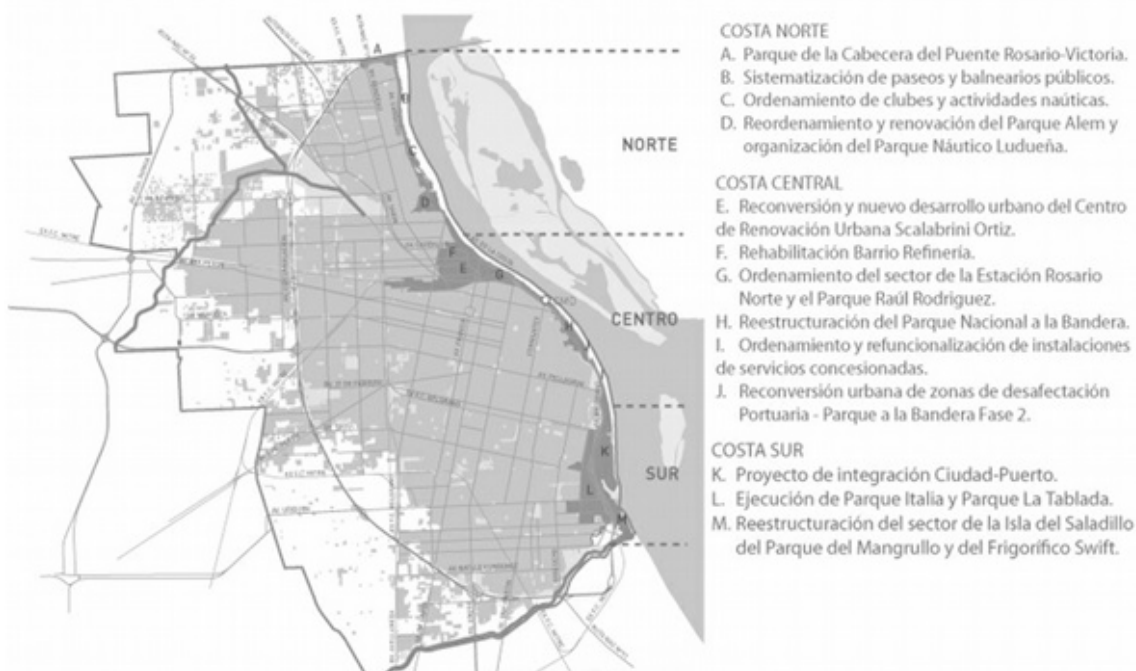 A
B
C
D
NORTE
F
E
G
CMD
CENTRO
H
AV. PELLEGRINI
K
L
SUR
M
COSTA NORTE
A. Parque de la Cabecera del Puente Rosario-Victoria.
B. Sistematización de paseos y balnearios públicos.
C. Ordenamiento de clubes y actividades naúticas.
D. Reordenamiento y renovación del Parque Alem y
organización del Parque Náutico Ludueña.
COSTA CENTRAL
E. Reconversión y nuevo desarrollo urbano del Centro
de Renovación Urbana Scalabrini Ortiz.
F. Rehabilitación Barrio Refinería.
G. Ordenamiento del sector de la Estación Rosario
Norte y el Parque Raúl Rodriguez.
H. Reestructuración del Parque Nacional a la Bandera.
I. Ordenamiento y refuncionalización de instalaciones
de servicios concesionadas.
J. Reconversión urbana de zonas de desafectación
Portuaria - Parque a la Bandera Fase 2.
COSTA SUR
K. Proyecto de integración Ciudad-Puerto.
L. Ejecución de Parque Italia y Parque La Tablada.
M. Reestructuración del sector de la Isla del Saladillo
del Parque del Mangrullo y del Frigorífico Swift.